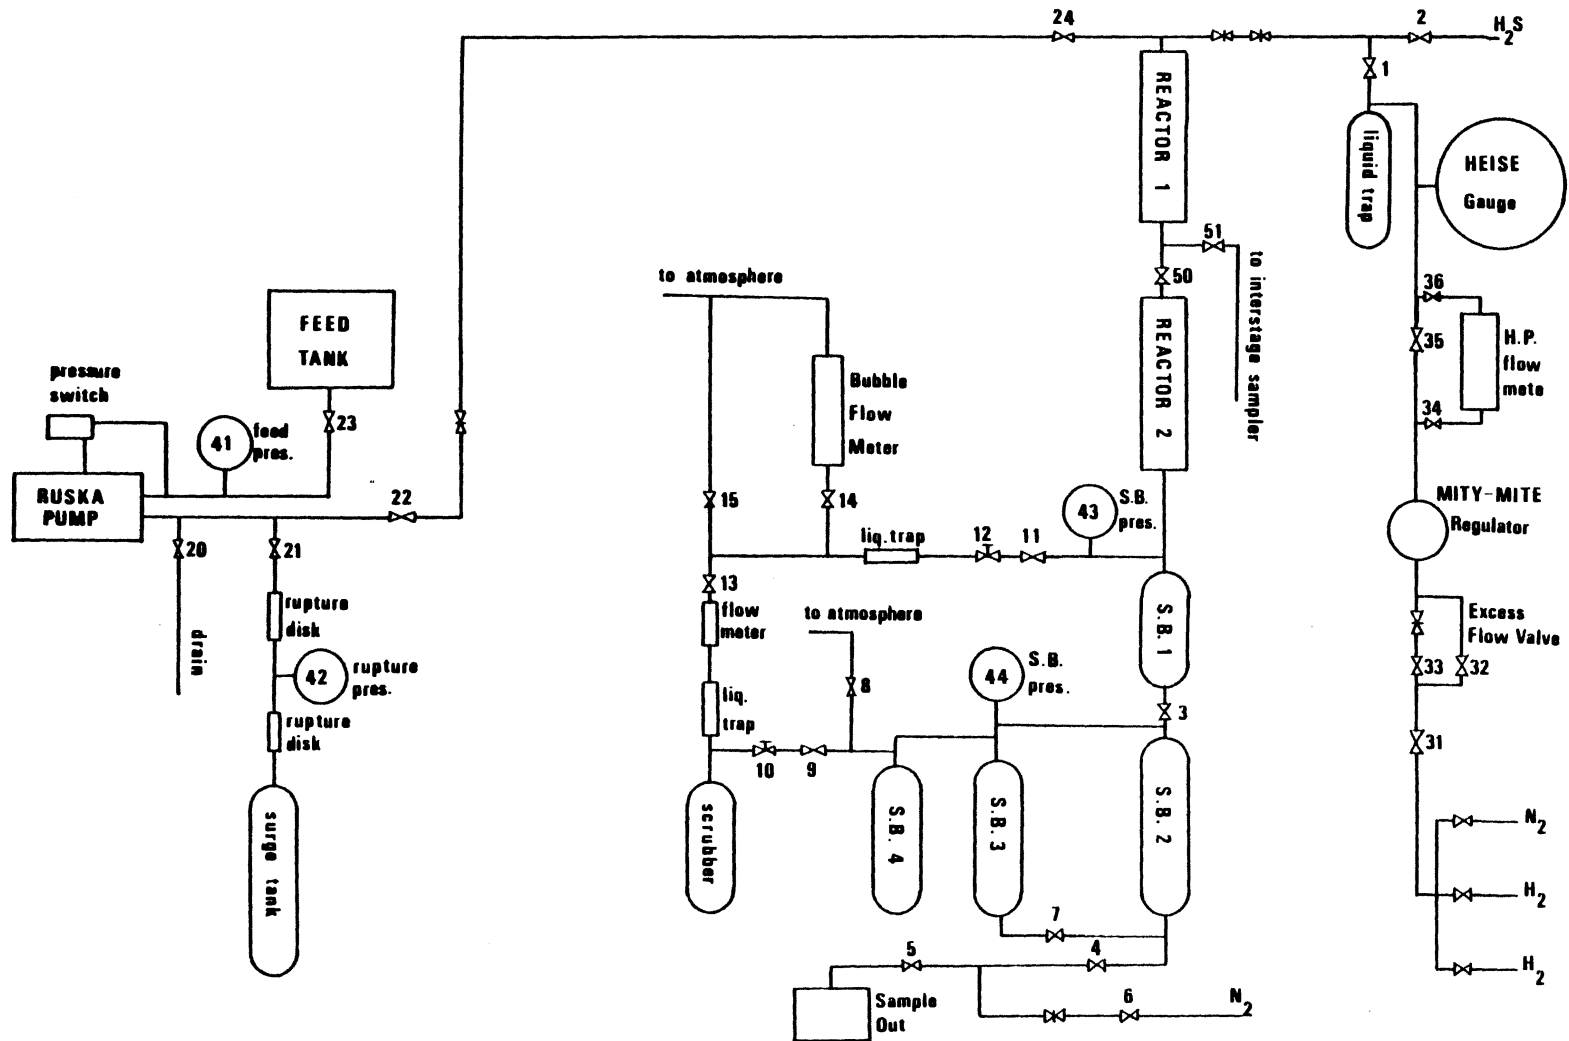 24
2
H2S
1
REACTOR 1
liquid trap
HEISE
Gauge
51
50
to interstage sampler
to atmosphere
36
35
H.P.
flow
mete
34
FEED
TANK
REACTOR 2
pressure
switch
Bubble
Flow
Meter
23
41
feed
pres.
22
RUSKA
PUMP
15
14
43
S.B.
pres.
MITY-MITE
Regulator
20
21
liq. trap
12
11
13
rupture
disk
flow
meter
to atmosphere
S.B. 1
Excess
Flow Valve
drain
42
rupture
pres.
44
S.B.
pres.
33
32
8
liq.
trap
3
rupture
disk
31
10
9
surge tank
scrubber
S.B. 4
S.B. 3
S.B. 2
N2
H2
H2
7
5
4
Sample
Out
6
N2